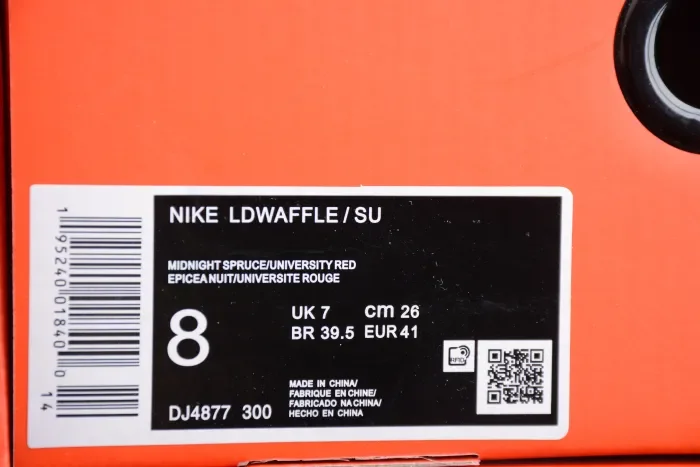 NIKE LDWAFFLE / SU
MIDNIGHT SPRUCE/UNIVERSITY RED
EPICEA NUIT/UNIVERSITE ROUGE
8
UK 7 cm 26
BR 39.5 EUR 41
RFID
MADE IN CHINA/
FABRIQUE EN CHINE/
FABRICADO NA CHINA/
HECHO EN CHINA
DJ4877 300
1 95240 01840 0
14